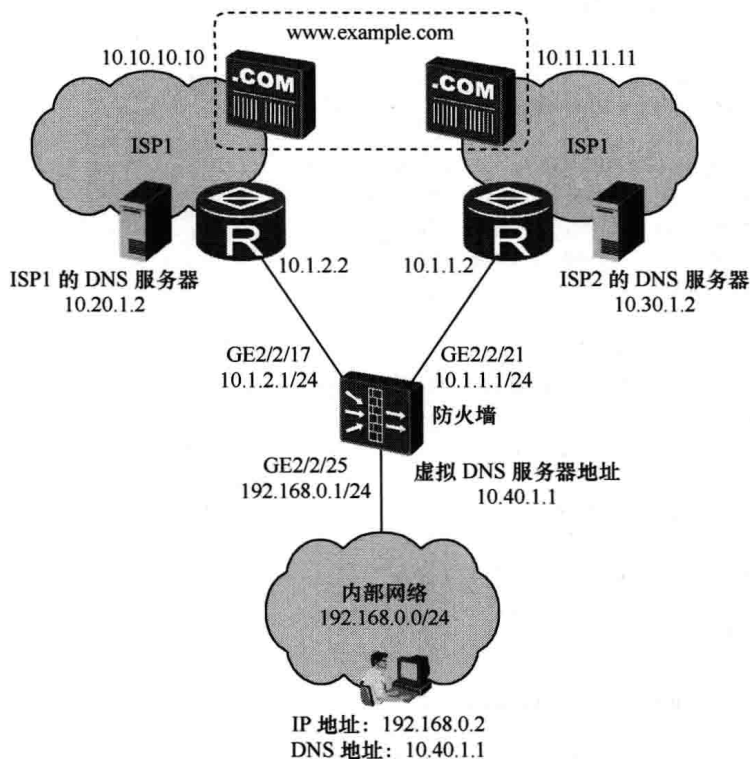 www.example.com
10.10.10.10
10.11.11.11
.COM
.COM
ISP1
ISP1
R
R
ISP1 的 DNS 服务器
10.20.1.2
10.1.2.2
10.1.1.2
ISP2 的 DNS 服务器
10.30.1.2
GE2/2/17
10.1.2.1/24
GE2/2/21
10.1.1.1/24
防火墙
GE2/2/25
192.168.0.1/24
虚拟 DNS 服务器地址
10.40.1.1
内部网络
192.168.0.0/24
IP 地址：192.168.0.2
DNS 地址：10.40.1.1